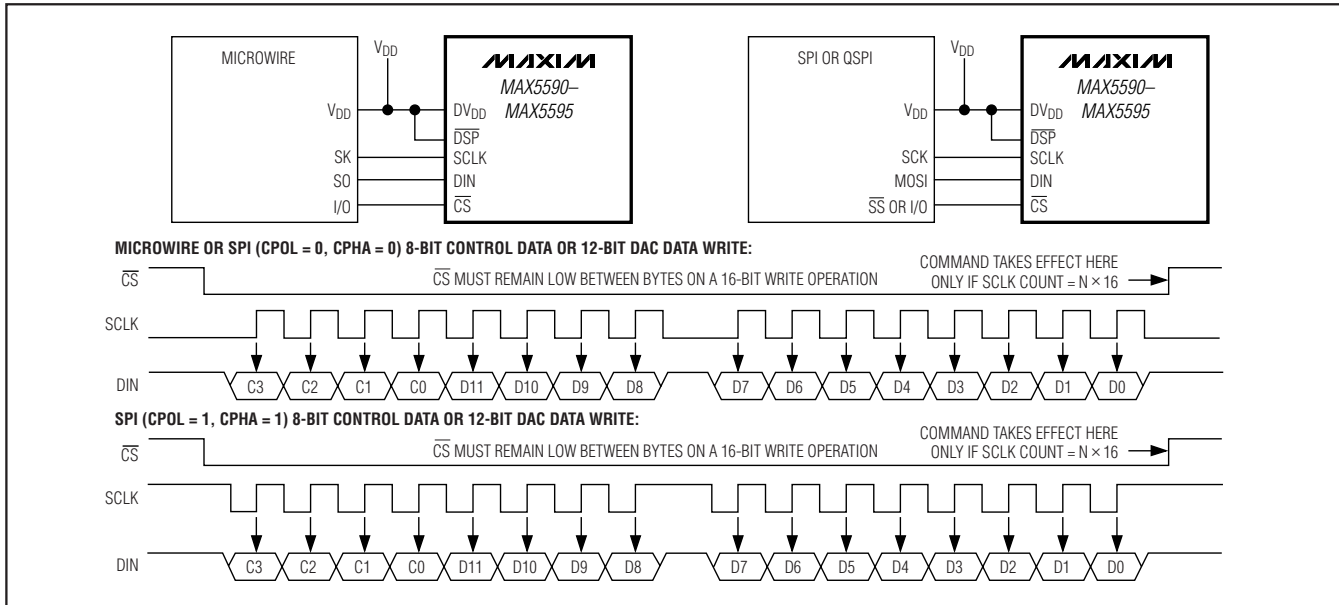 MICROWIRE
VDD
MAXIM
MAX5590–
MAX5595
VDD
DVDD
DSP
SK
SCLK
SO
DIN
I/O
CS
SPI OR QSPI
VDD
MAXIM
MAX5590–
MAX5595
VDD
DVDD
DSP
SCK
SCLK
MOSI
DIN
SS OR I/O
CS
MICROWIRE OR SPI (CPOL = 0, CPHA = 0) 8-BIT CONTROL DATA OR 12-BIT DAC DATA WRITE:
CS
CS MUST REMAIN LOW BETWEEN BYTES ON A 16-BIT WRITE OPERATION
COMMAND TAKES EFFECT HERE
ONLY IF SCLK COUNT = N × 16
SCLK
DIN
C3 C2 C1 C0 D11 D10 D9 D8 D7 D6 D5 D4 D3 D2 D1 D0
SPI (CPOL = 1, CPHA = 1) 8-BIT CONTROL DATA OR 12-BIT DAC DATA WRITE:
CS
CS MUST REMAIN LOW BETWEEN BYTES ON A 16-BIT WRITE OPERATION
COMMAND TAKES EFFECT HERE
ONLY IF SCLK COUNT = N × 16
SCLK
DIN
C3 C2 C1 C0 D11 D10 D9 D8 D7 D6 D5 D4 D3 D2 D1 D0